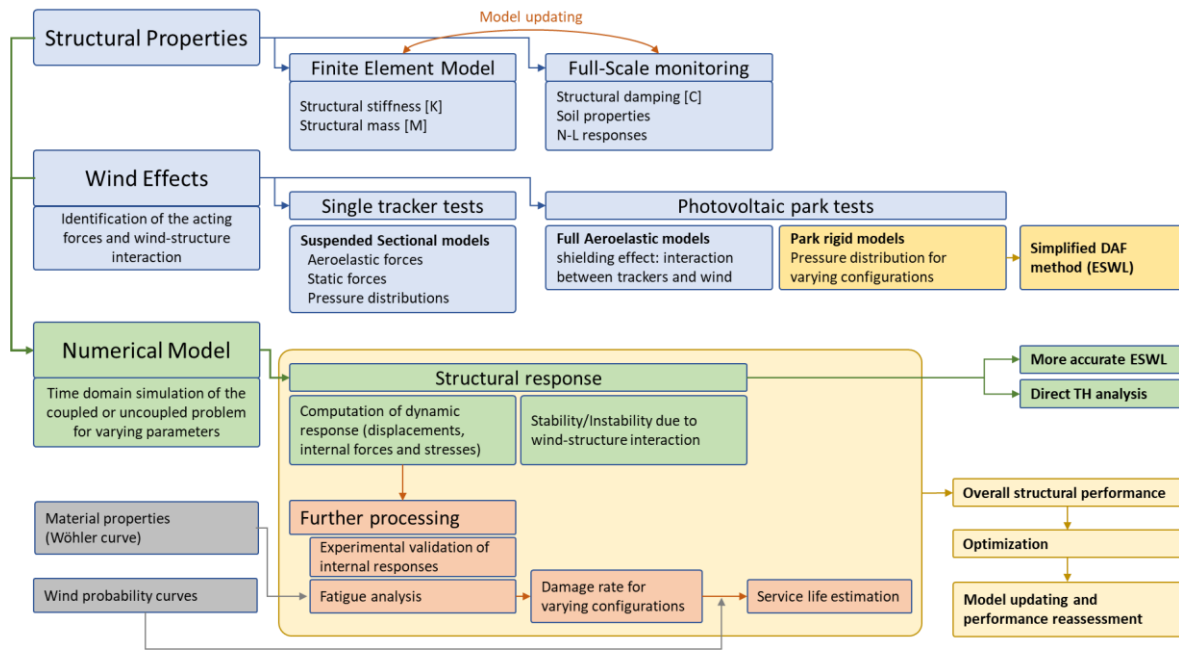 Model updating
Structural Properties
Finite Element Model
Structural stiffness [K]
Structural mass [M]
Full-Scale monitoring
Structural damping [C]
Soil properties
N-L responses
Wind Effects
Identification of the acting
forces and wind-structure
interaction
Single tracker tests
Suspended Sectional models
Aeroelastic forces
Static forces
Pressure distributions
Photovoltaic park tests
Full Aeroelastic models
shielding effect: interaction
between trackers and wind
Park rigid models
Pressure distribution for
varying configurations
Simplified DAF
method (ESWL)
Numerical Model
Time domain simulation of the
coupled or uncoupled problem
for varying parameters
Structural response
Computation of dynamic
response (displacements,
internal forces and stresses)
Stability/Instability due to
wind-structure interaction
More accurate ESWL
Direct TH analysis
Further processing
Experimental validation of
internal responses
Fatigue analysis
Damage rate for
varying configurations
Service life estimation
Material properties
(Wöhler curve)
Wind probability curves
Overall structural performance
Optimization
Model updating and
performance reassessment